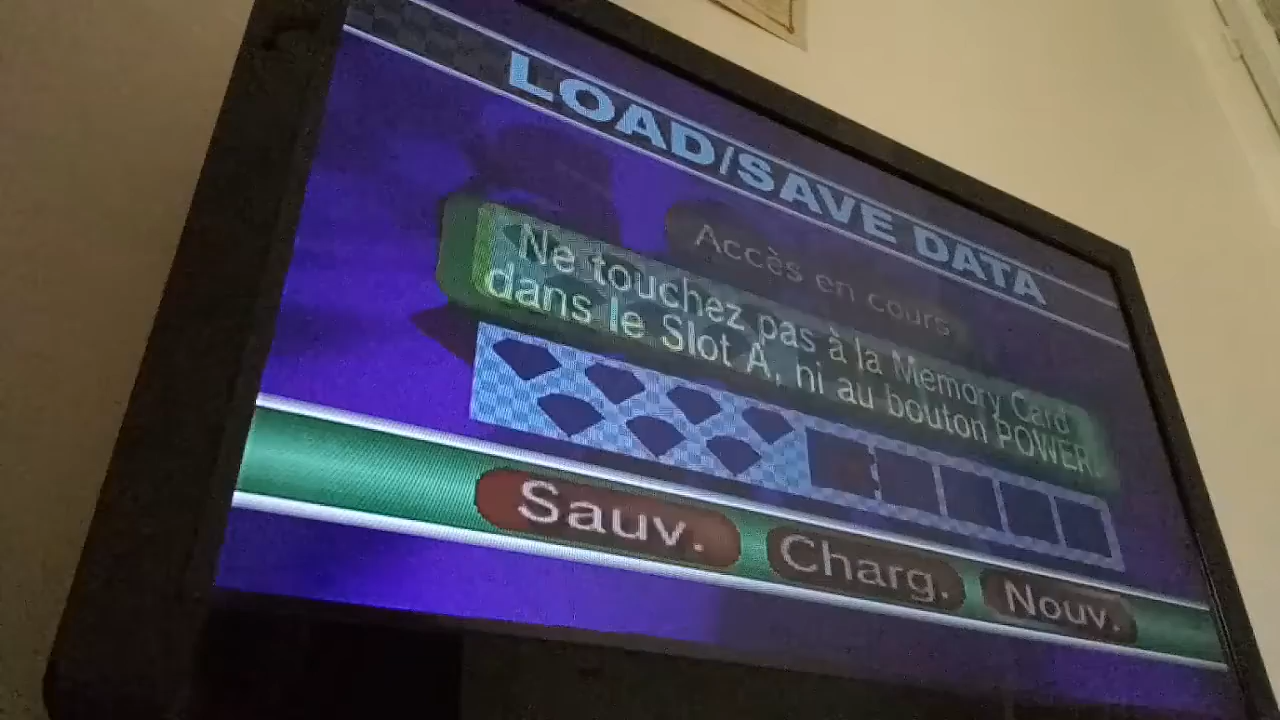 LOAD/SAVE DATA
Accès en cours.
Ne touchez pas à la Memory Card
dans le Slot A, ni au bouton POWER.
Sauv.
Charg.
Nouv.